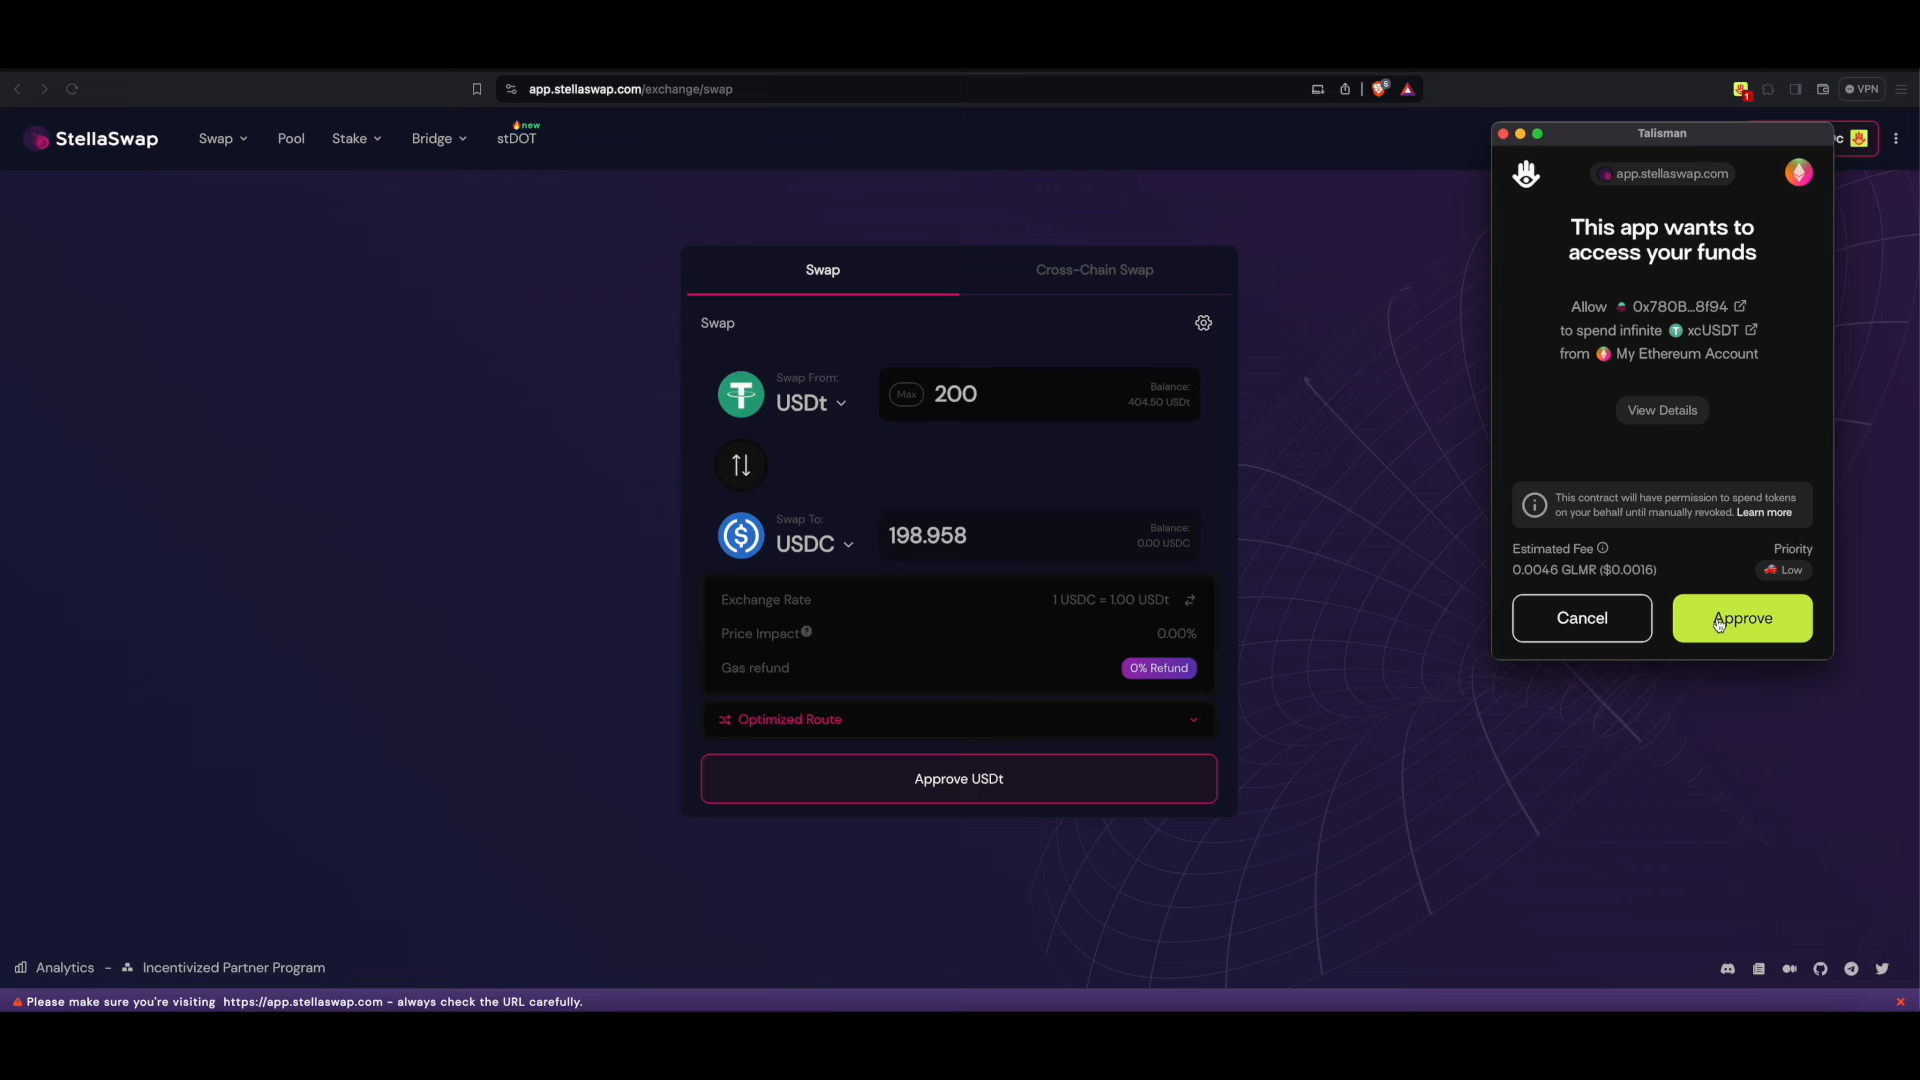 app.stellaswap.com/exchange/swap
5
1
VPN
StellaSwap
Swap
Pool
Stake
Bridge
new
stDOT
Talisman
app.stellaswap.com
This app wants to
access your funds
Allow 0x780B...8f94
to spend infinite xcUSDT
from My Ethereum Account
View Details
This contract will have permission to spend tokens
on your behalf until manually revoked. Learn more
Estimated Fee
Priority
0.0046 GLMR ($0.0016)
Low
Cancel
Approve
Swap
Cross-Chain Swap
Swap
Swap From:
USDt
Max
200
Balance:
404.50 USDt
Swap To:
USDC
198.958
Balance:
0.00 USDC
Exchange Rate
1 USDC = 1.00 USDt
Price Impact
0.00%
Gas refund
0% Refund
Optimized Route
Approve USDt
Analytics – Incentivized Partner Program
Please make sure you're visiting https://app.stellaswap.com – always check the URL carefully.